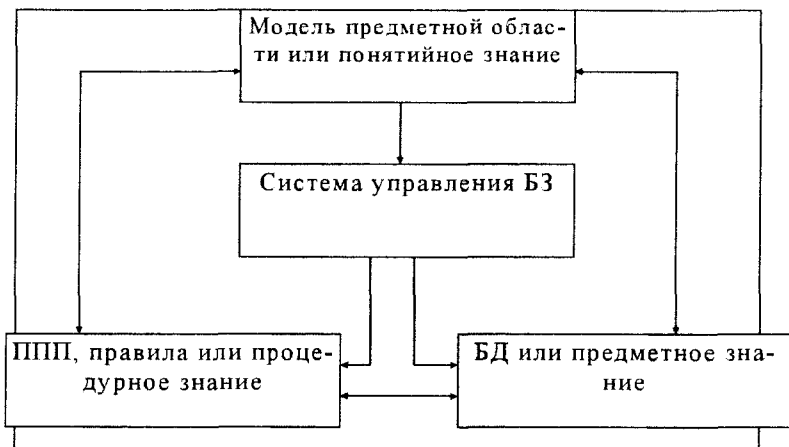 Модель предметной облас-
ти или понятийное знание
Система управления БЗ
ППП, правила или проце-
дурное знание
БД или предметное зна-
ние